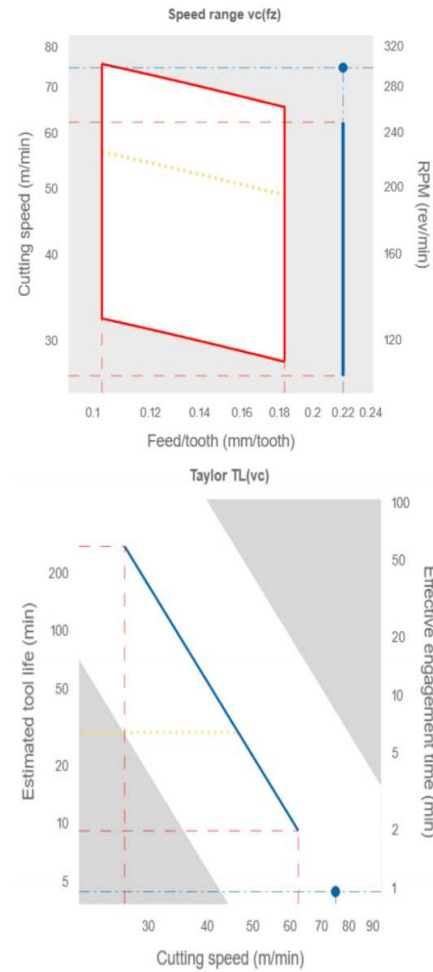 Speed range vc(fz)
80
70
60
50
40
30
Cutting speed (m/min)
320
280
240
200
160
120
RPM (rev/min)
0.1 0.12 0.14 0.16 0.18 0.2 0.22 0.24
Feed/tooth (mm/tooth)
Taylor TL(vc)
200
100
50
20
10
5
Estimated tool life (min)
100
50
20
10
5
2
1
Effective engagement time (min)
30 40 50 60 70 80 90
Cutting speed (m/min)